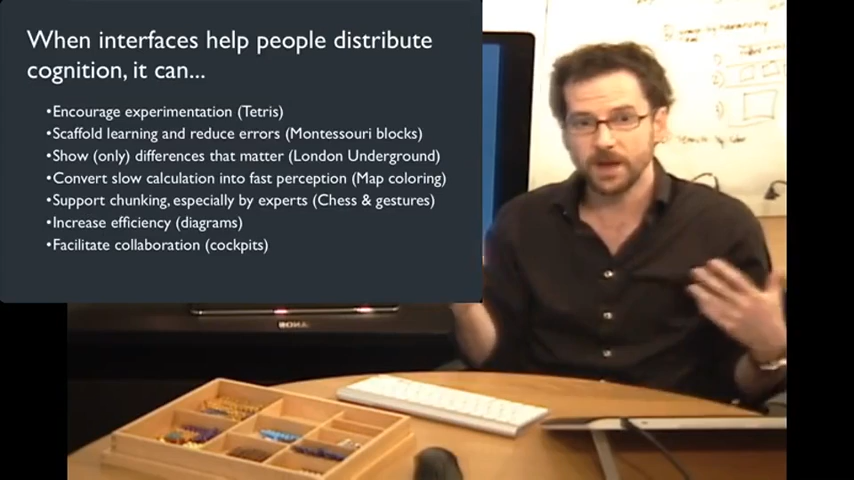 When interfaces help people distribute
cognition, it can...
•Encourage experimentation (Tetris)
•Scaffold learning and reduce errors (Montessouri blocks)
•Show (only) differences that matter (London Underground)
•Convert slow calculation into fast perception (Map coloring)
•Support chunking, especially by experts (Chess & gestures)
•Increase efficiency (diagrams)
•Facilitate collaboration (cockpits)